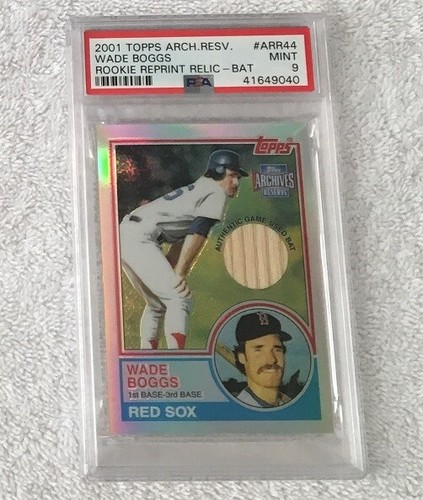 2001 TOPPS ARCH.RESV. #ARR44
WADE BOGGS MINT
ROOKIE REPRINT RELIC-BAT 9
PSA 41649040
Topps
Topps
ARCHIVES
RESERVE
AUTHENTIC GAME USED BAT
WADE
BOGGS
1st BASE-3rd BASE
RED SOX
B